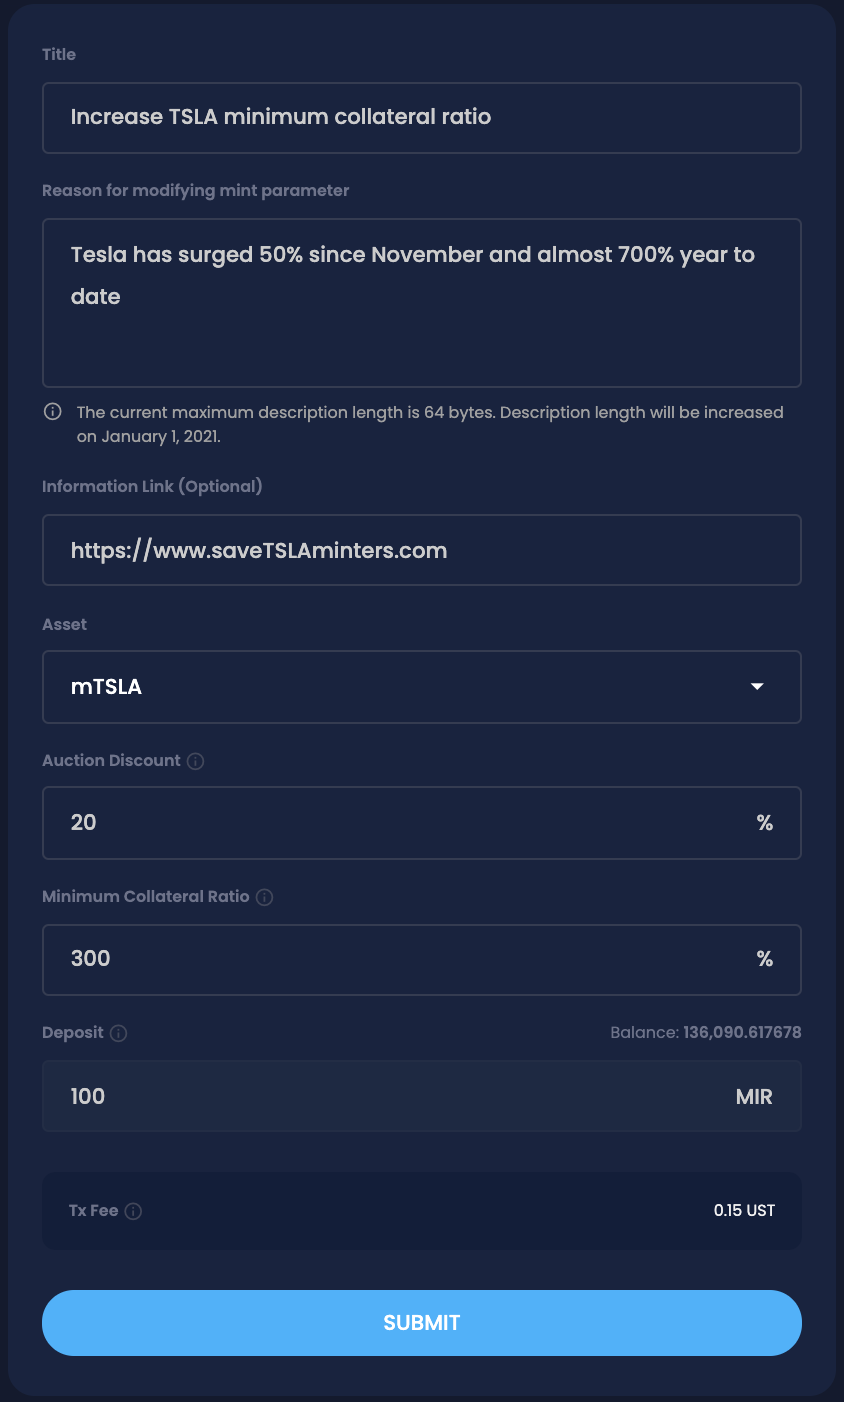 Title
Increase TSLA minimum collateral ratio
Reason for modifying mint parameter
Tesla has surged 50% since November and almost 700% year to
date
The current maximum description length is 64 bytes. Description length will be increased
on January 1, 2021.
Information Link (Optional)
https://www.saveTSLAminters.com
Asset
mTSLA
Auction Discount
20 %
Minimum Collateral Ratio
300 %
Deposit Balance: 136,090.617678
100 MIR
Tx Fee 0.15 UST
SUBMIT